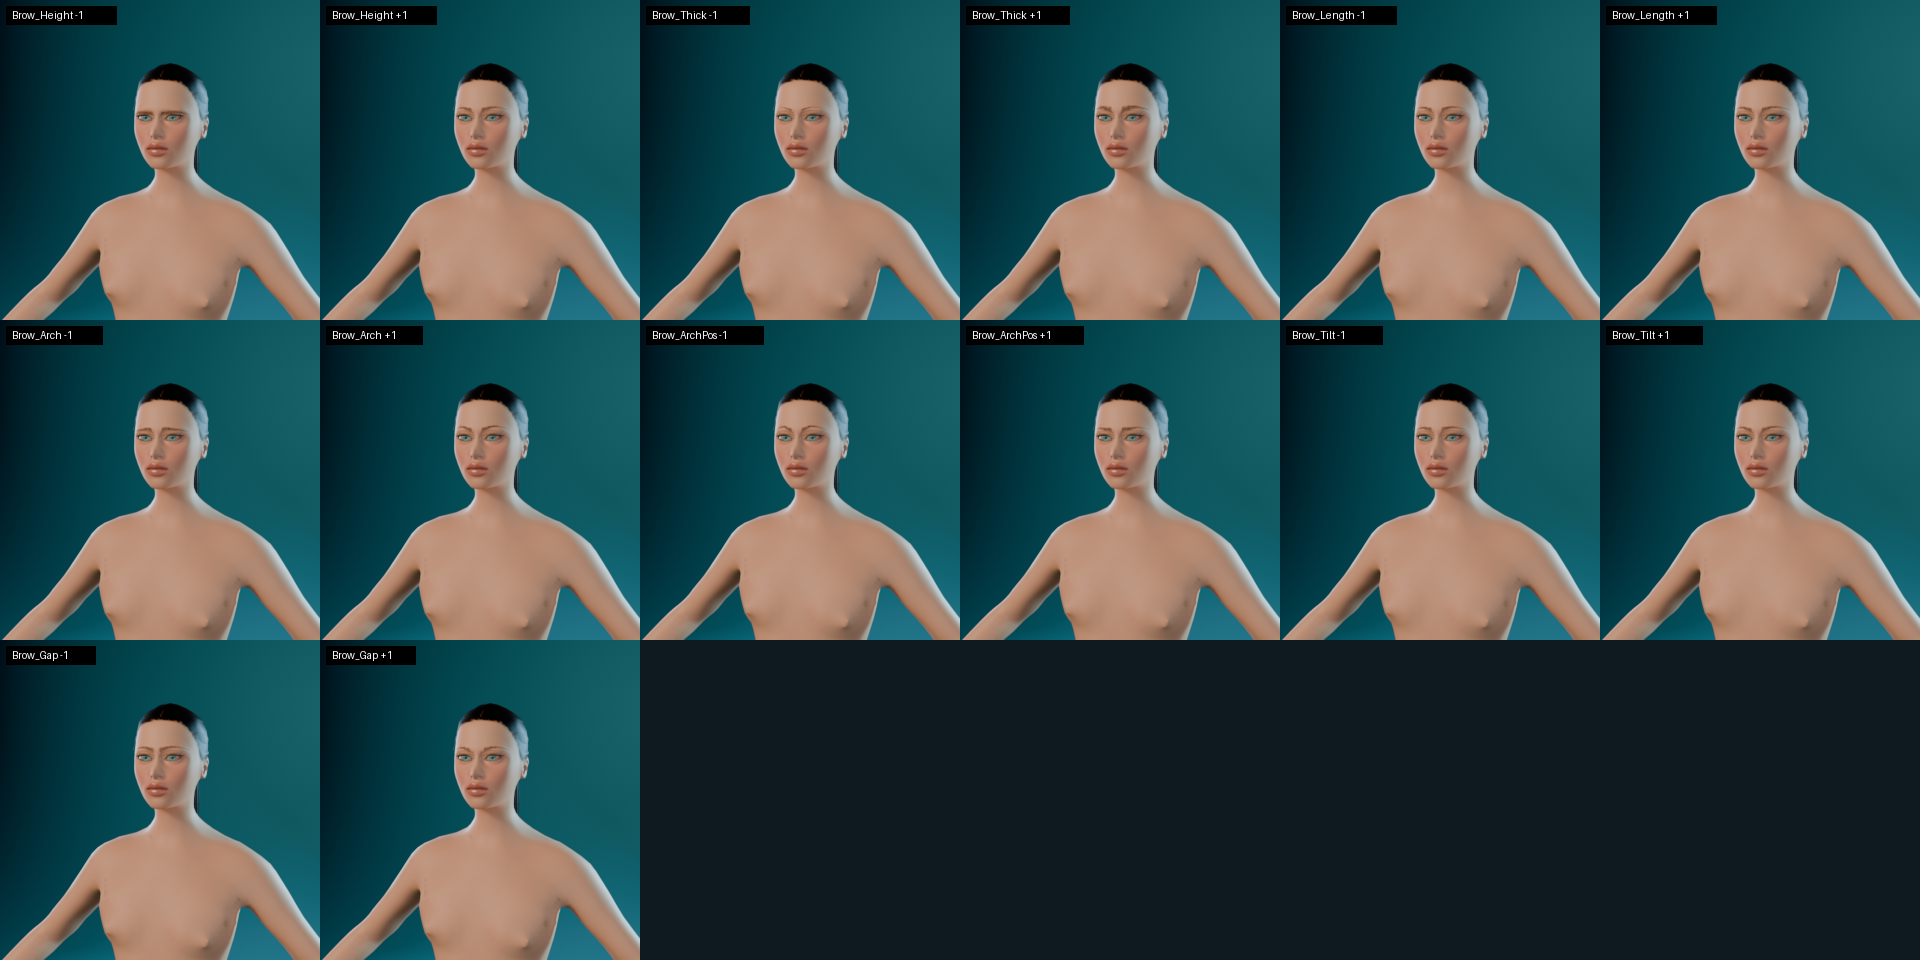 Brow_Height -1
Brow_Height +1
Brow_Thick -1
Brow_Thick +1
Brow_Length -1
Brow_Length +1
Brow_Arch -1
Brow_Arch +1
Brow_ArchPos -1
Brow_ArchPos +1
Brow_Tilt -1
Brow_Tilt +1
Brow_Gap -1
Brow_Gap +1